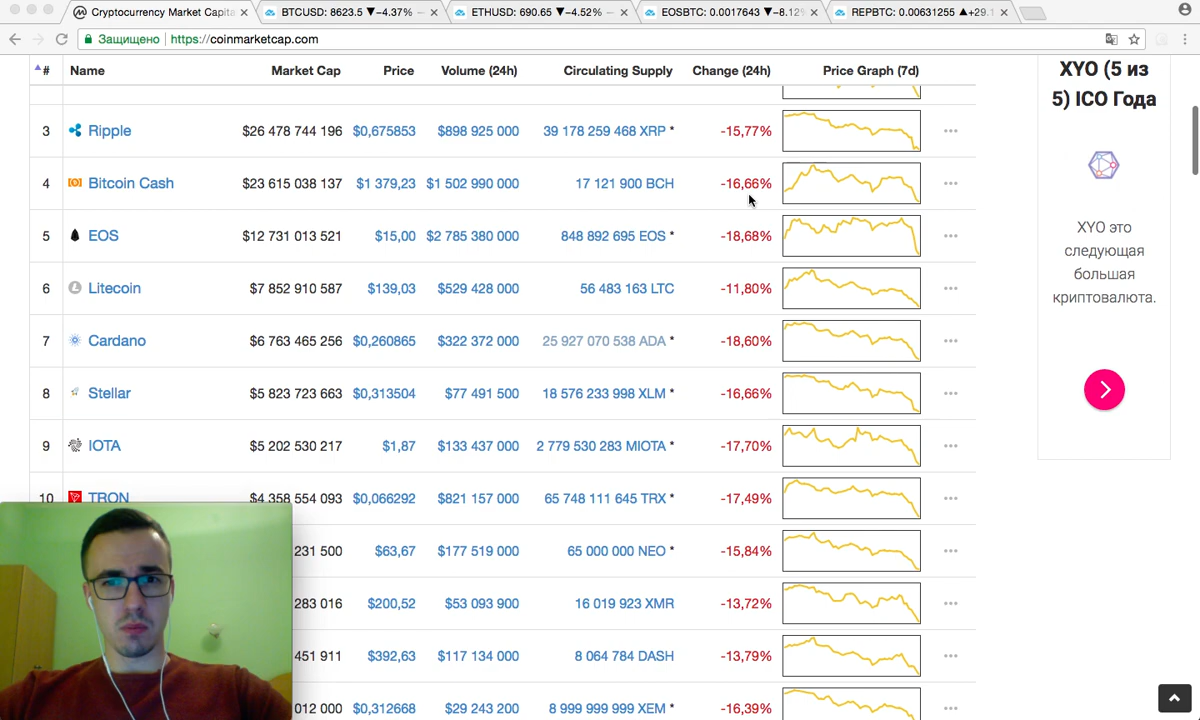 Cryptocurrency Market Capita
BTCUSD: 8623.5 ▼−4.37%
ETHUSD: 690.65 ▼−4.52%
EOSBTC: 0.0017643 ▼−8.12%
REPBTC: 0.00631255 ▲+29.1
Защищено https://coinmarketcap.com
# Name Market Cap Price Volume (24h) Circulating Supply Change (24h) Price Graph (7d)
3 Ripple $26 478 744 196 $0,675853 $898 925 000 39 178 259 468 XRP * -15,77%
4 Bitcoin Cash $23 615 038 137 $1 379,23 $1 502 990 000 17 121 900 BCH -16,66%
5 EOS $12 731 013 521 $15,00 $2 785 380 000 848 892 695 EOS * -18,68%
6 Litecoin $7 852 910 587 $139,03 $529 428 000 56 483 163 LTC -11,80%
7 Cardano $6 763 465 256 $0,260865 $322 372 000 25 927 070 538 ADA * -18,60%
8 Stellar $5 823 723 663 $0,313504 $77 491 500 18 576 233 998 XLM * -16,66%
9 IOTA $5 202 530 217 $1,87 $133 437 000 2 779 530 283 MIOTA * -17,70%
10 TRON $4 358 554 093 $0,066292 $821 157 000 65 748 111 645 TRX * -17,49%
231 500 $63,67 $177 519 000 65 000 000 NEO * -15,84%
283 016 $200,52 $53 093 900 16 019 923 XMR -13,72%
451 911 $392,63 $117 134 000 8 064 784 DASH -13,79%
012 000 $0,312668 $29 243 200 8 999 999 999 XEM * -16,39%
XYO (5 из
5) ICO Года
XYO это
следующая
большая
криптовалюта.